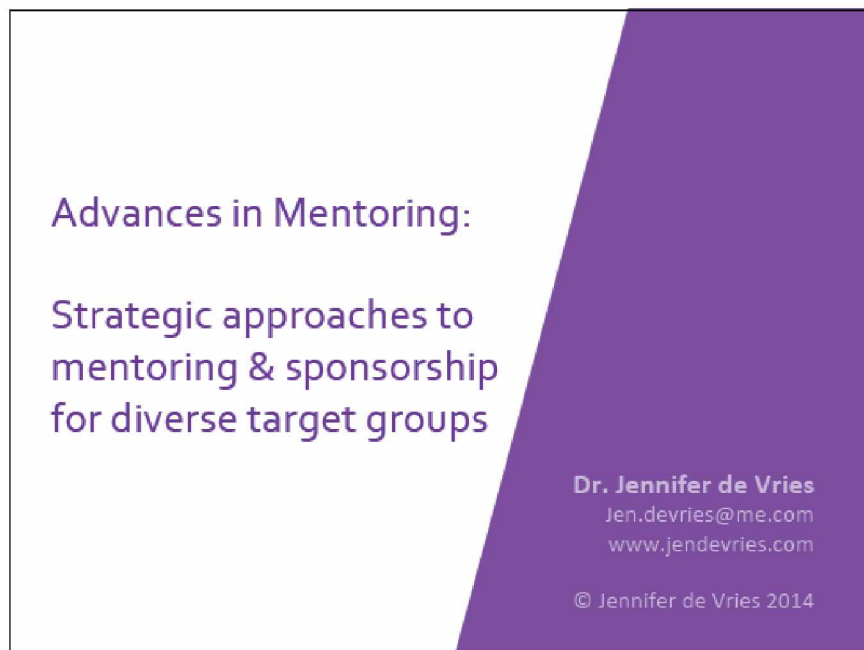 Advances in Mentoring:
Strategic approaches to
mentoring & sponsorship
for diverse target groups
Dr. Jennifer de Vries
Jen.devries@me.com
www.jendevries.com
© Jennifer de Vries 2014